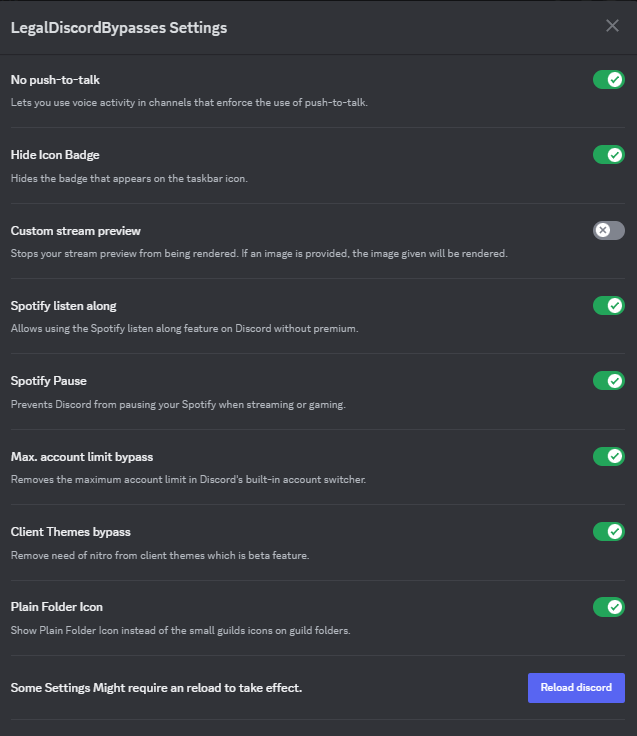 LegalDiscordBypasses Settings
No push-to-talk
Lets you use voice activity in channels that enforce the use of push-to-talk.
Hide Icon Badge
Hides the badge that appears on the taskbar icon.
Custom stream preview
Stops your stream preview from being rendered. If an image is provided, the image given will be rendered.
Spotify listen along
Allows using the Spotify listen along feature on Discord without premium.
Spotify Pause
Prevents Discord from pausing your Spotify when streaming or gaming.
Max. account limit bypass
Removes the maximum account limit in Discord's built-in account switcher.
Client Themes bypass
Remove need of nitro from client themes which is beta feature.
Plain Folder Icon
Show Plain Folder Icon instead of the small guilds icons on guild folders.
Some Settings Might require an reload to take effect.
Reload discord